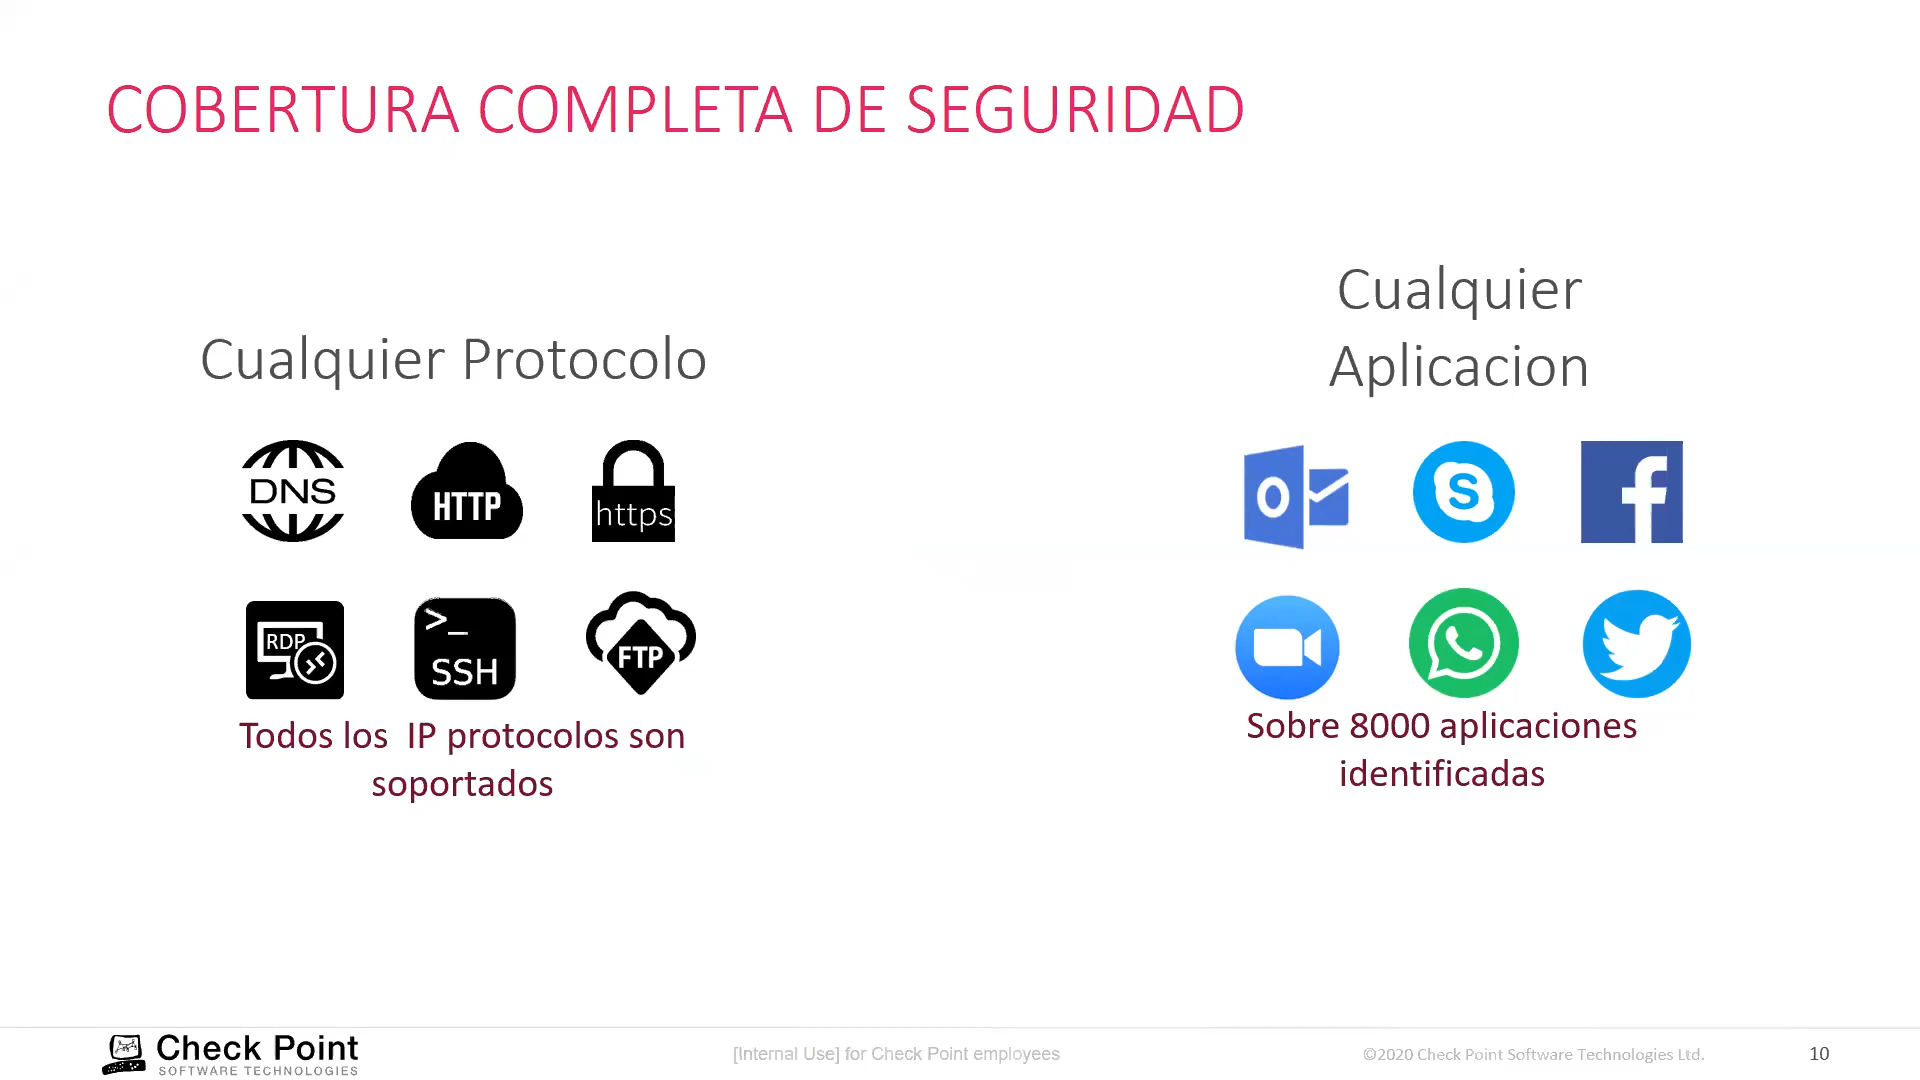 COBERTURA COMPLETA DE SEGURIDAD
Cualquier Protocolo
DNS
HTTP
https
RDP
>_
SSH
FTP
Todos los IP protocolos son
soportados
Cualquier
Aplicacion
Sobre 8000 aplicaciones
identificadas
Check Point
SOFTWARE TECHNOLOGIES
[Internal Use] for Check Point employees
©2020 Check Point Software Technologies Ltd.
10